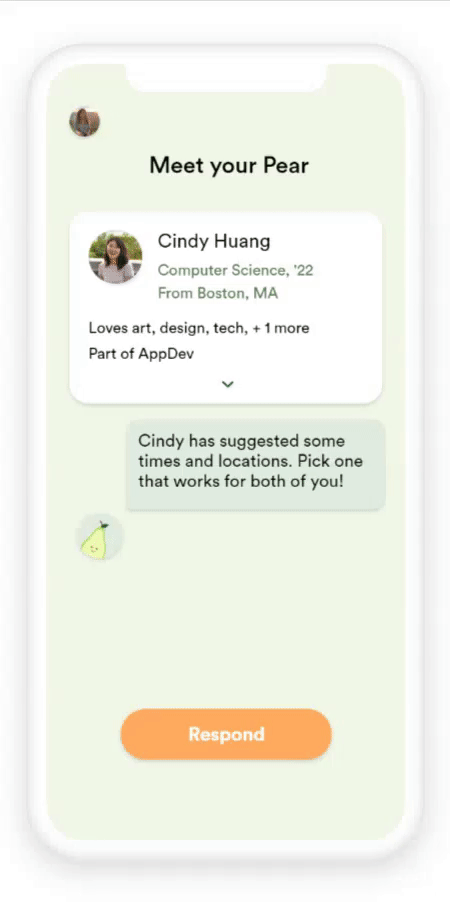 Meet your Pear
Cindy Huang
Computer Science, '22
From Boston, MA
Loves art, design, tech, + 1 more
Part of AppDev
Cindy has suggested some
times and locations. Pick one
that works for both of you!
Respond